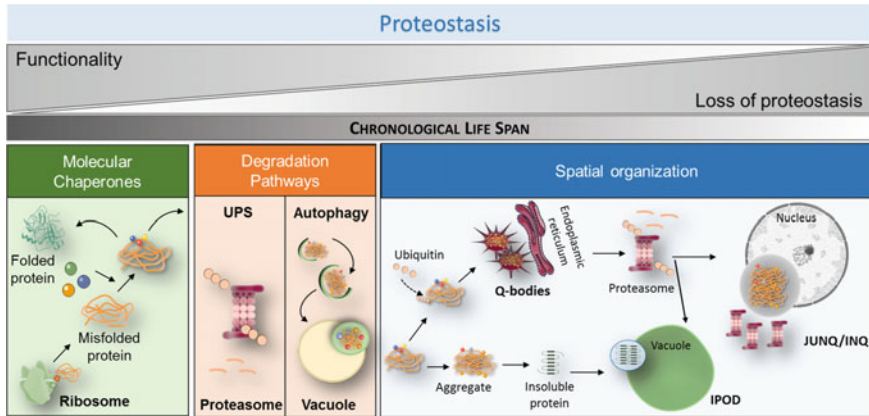 Proteostasis
Functionality
Loss of proteostasis
CHRONOLOGICAL LIFE SPAN
Molecular
Chaperones
Folded
protein
Misfolded
protein
Ribosome
Degradation
Pathways
UPS
Autophagy
Proteasome
Vacuole
Spatial organization
Ubiquitin
Q-bodies
Endoplasmic
reticulum
Proteasome
Nucleus
JUNQ/INQ
Aggregate
Insoluble
protein
Vacuole
IPOD